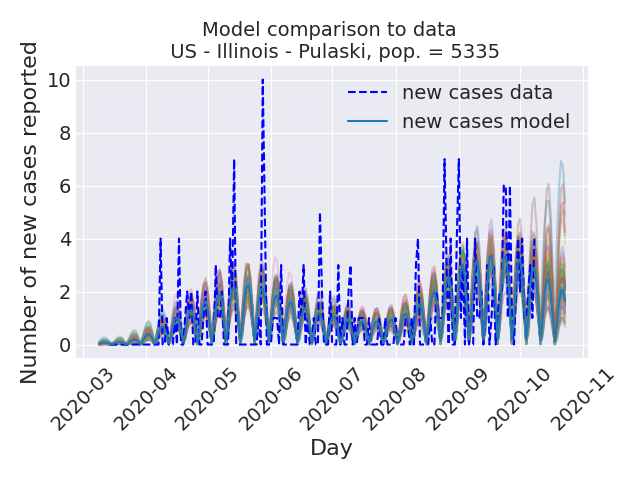 Model comparison to data
US - Illinois - Pulaski, pop. = 5335
Number of new cases reported
10
8
6
4
2
0
new cases data
new cases model
2020-03
2020-04
2020-05
2020-06
2020-07
2020-08
2020-09
2020-10
2020-11
Day